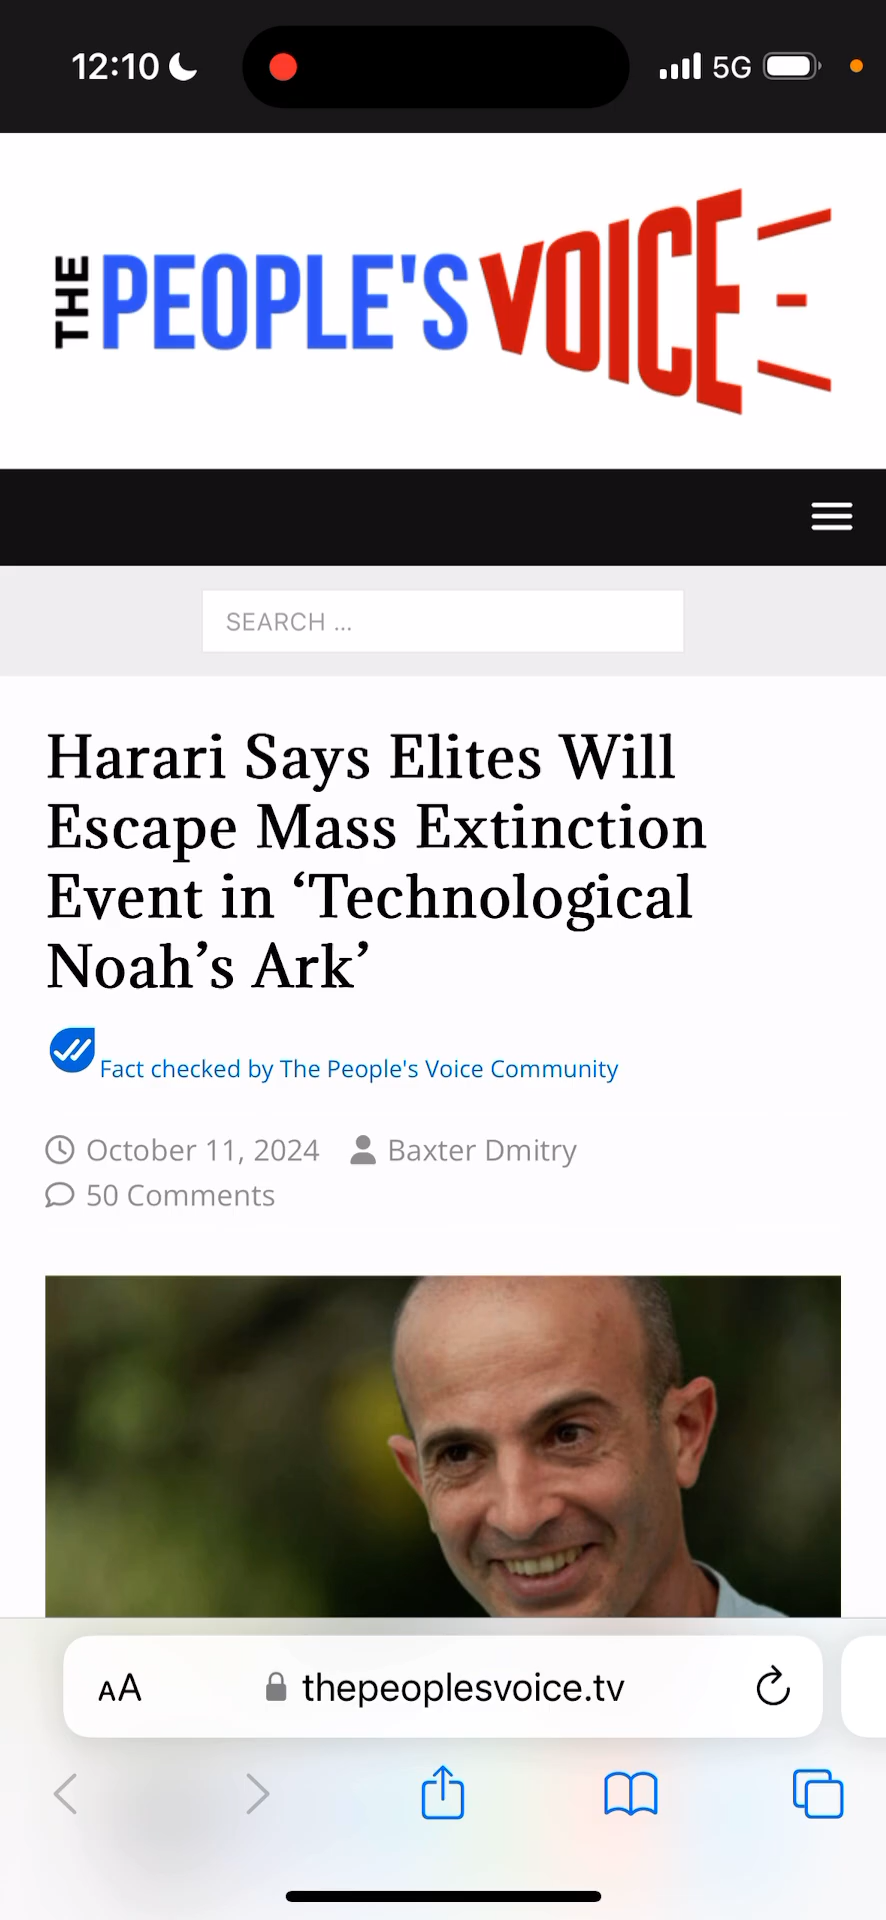 12:10
5G
THE PEOPLE'S VOICE
SEARCH ...
Harari Says Elites Will
Escape Mass Extinction
Event in ‘Technological
Noah’s Ark’
Fact checked by The People's Voice Community
October 11, 2024 Baxter Dmitry
50 Comments
AA thepeoplesvoice.tv